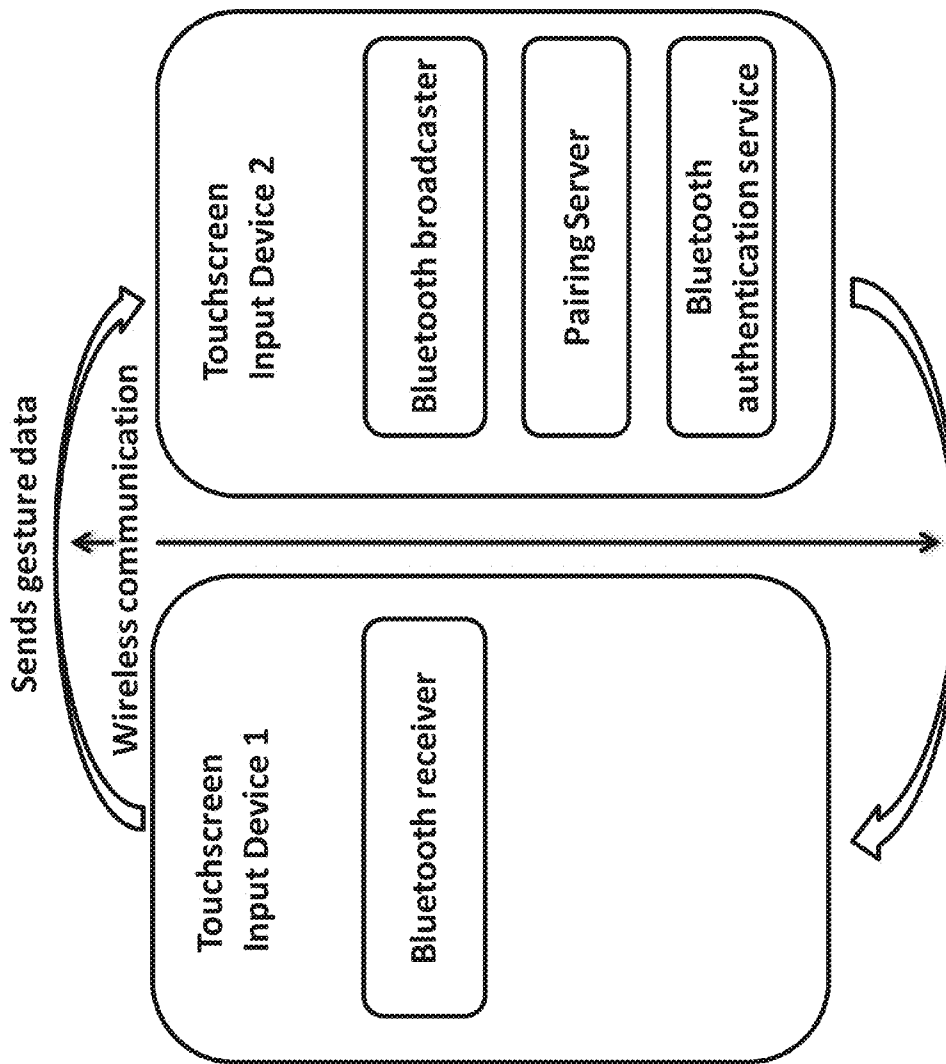 Sends gesture data
Wireless communication
Touchscreen
Input Device 1
Bluetooth receiver
Touchscreen
Input Device 2
Bluetooth broadcaster
Pairing Server
Bluetooth
authentication service